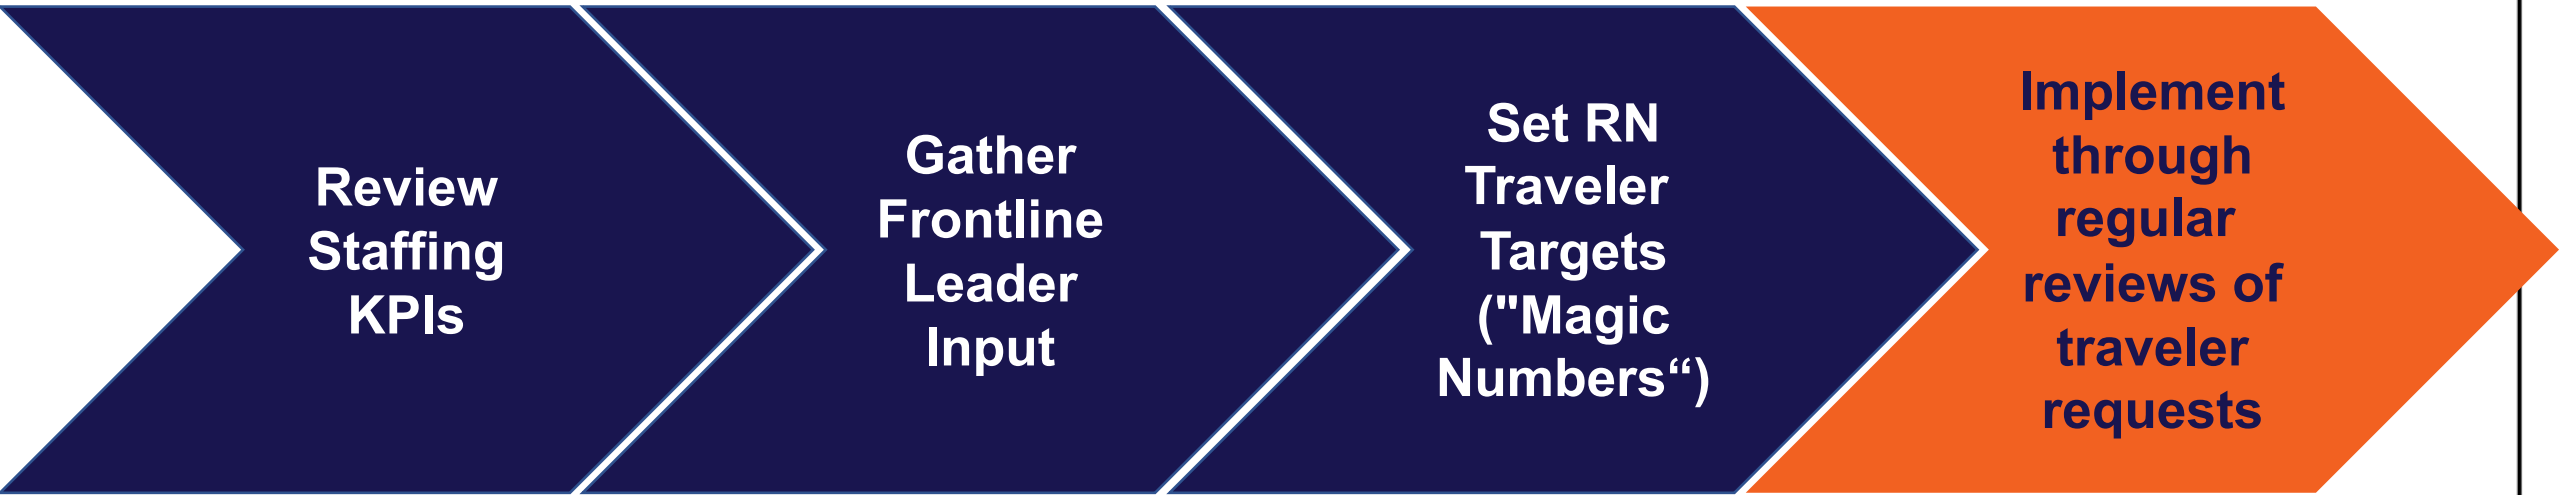 Review
Staffing
KPIs
Gather
Frontline
Leader
Input
Set RN
Traveler
Targets
("Magic
Numbers“)
Implement
through
regular
reviews of
traveler
requests